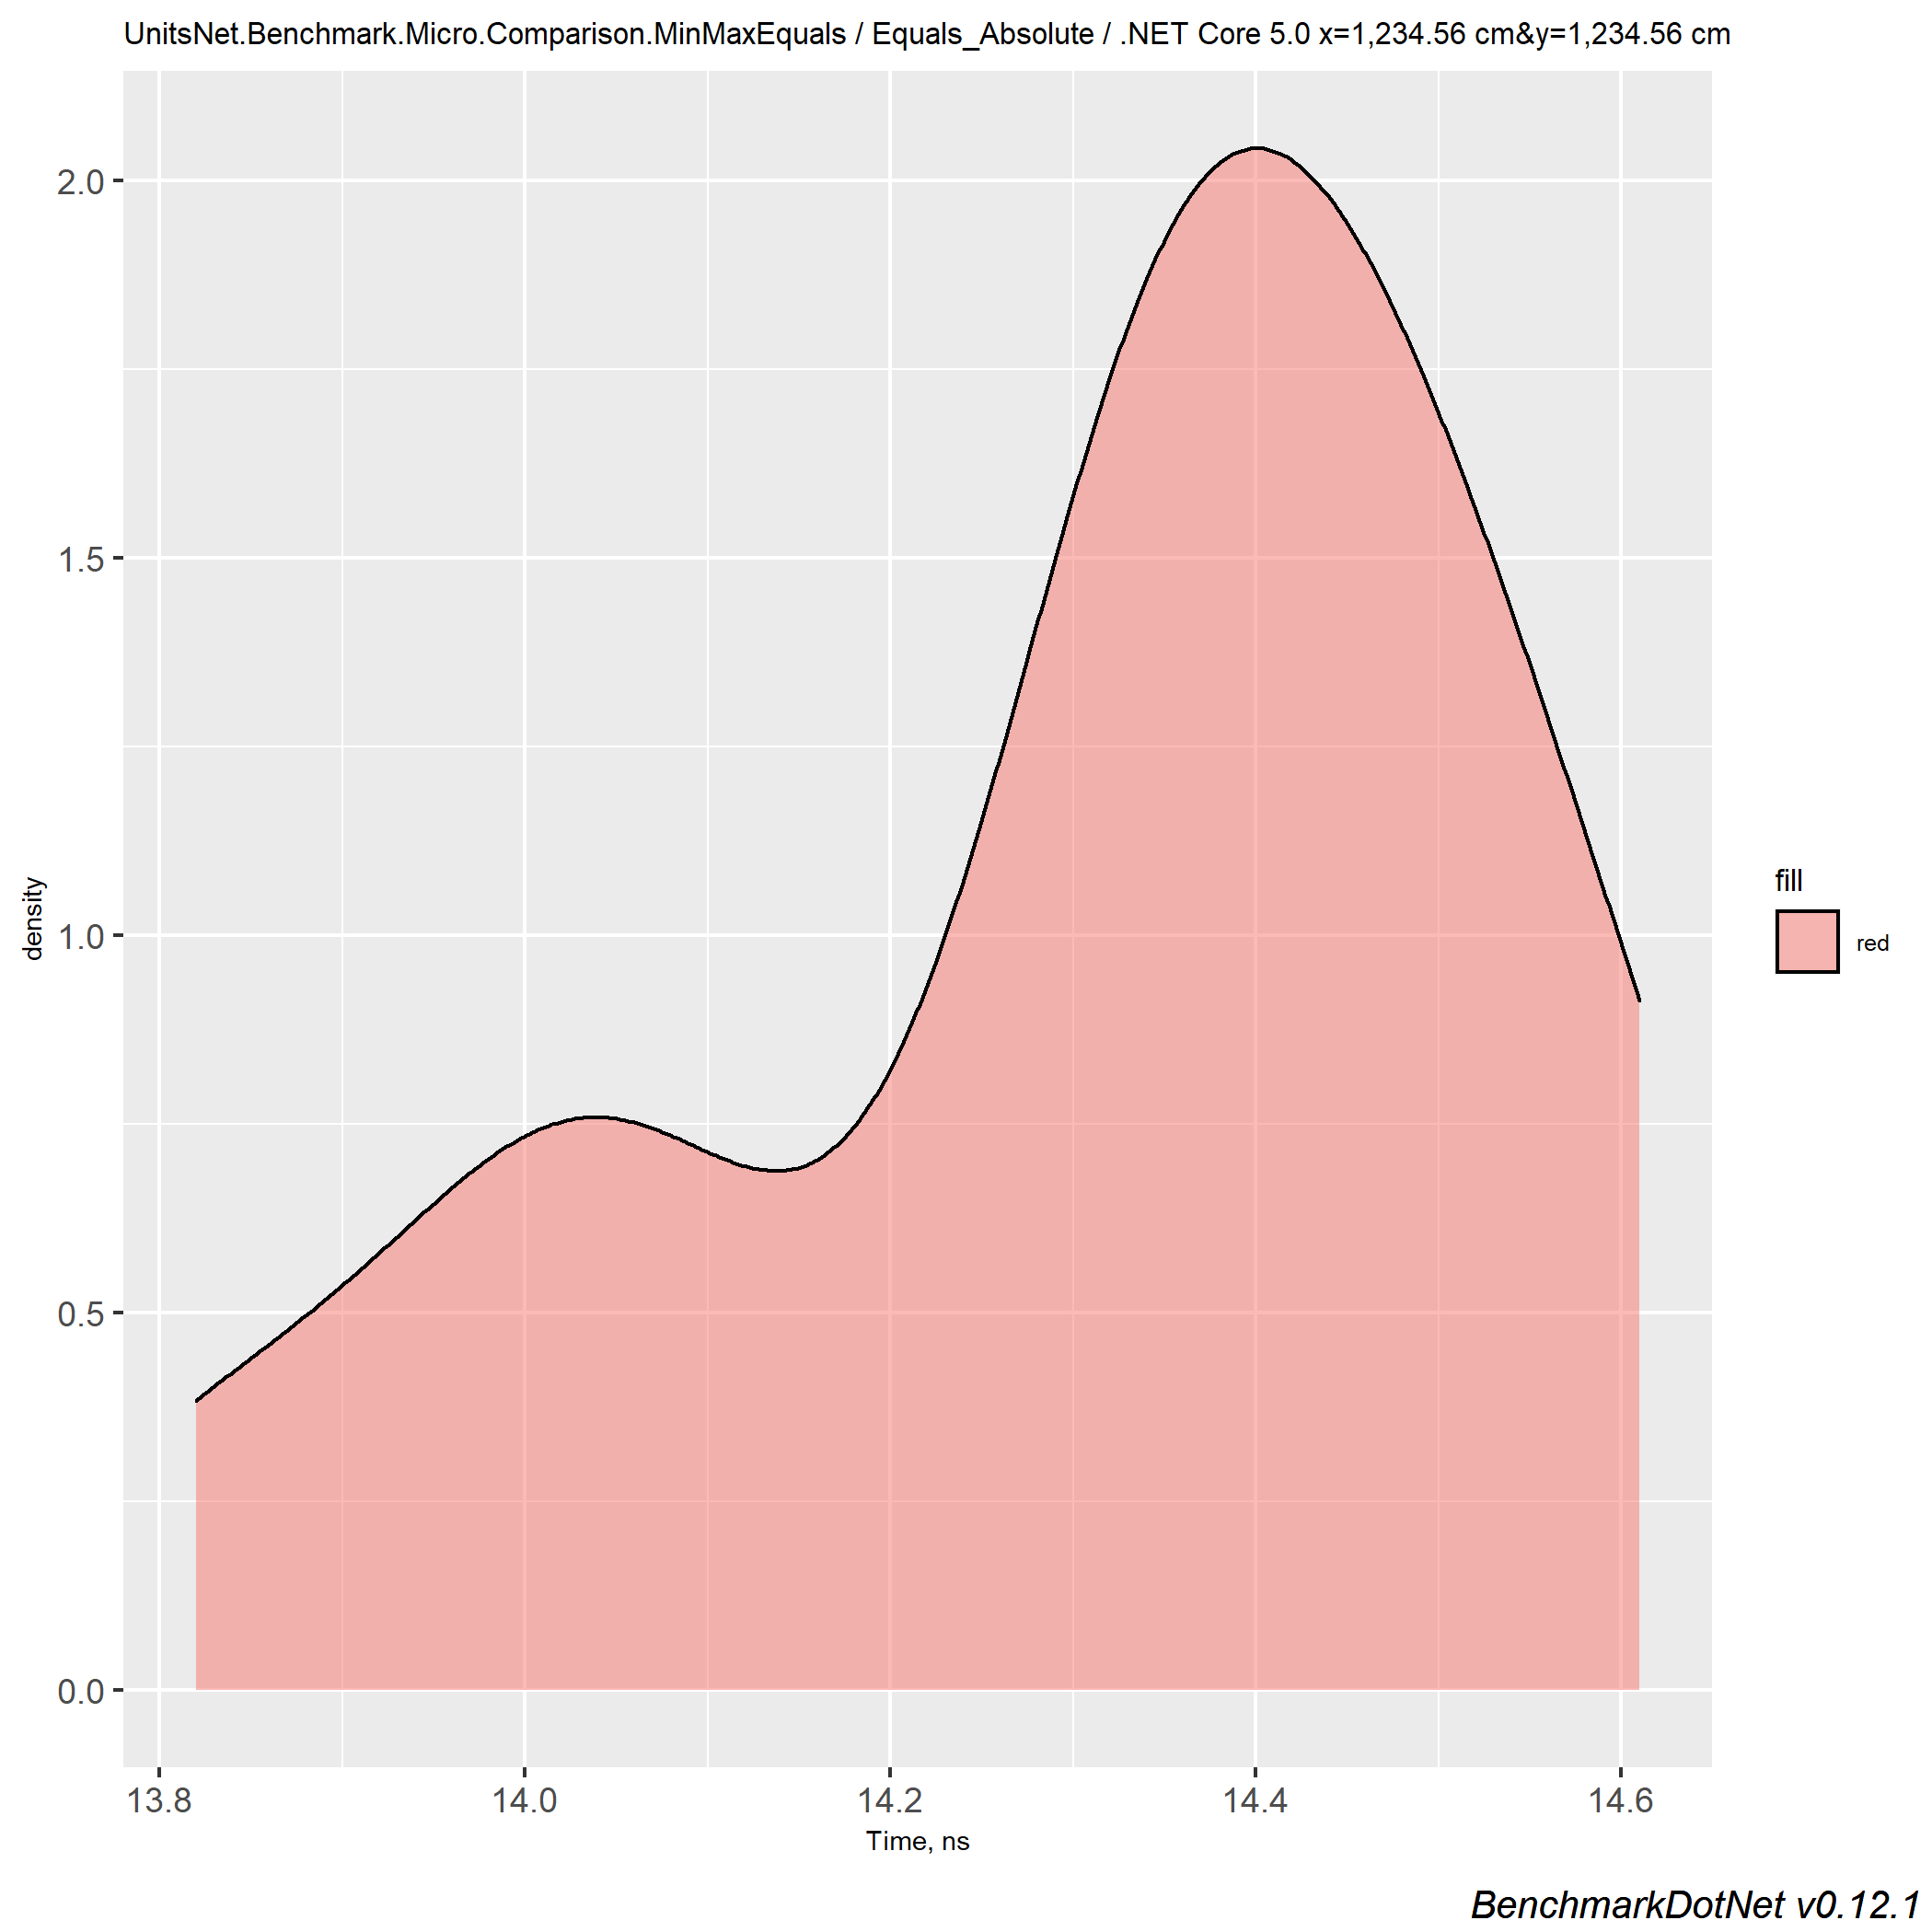 UnitsNet.Benchmark.Micro.Comparison.MinMaxEquals / Equals_Absolute / .NET Core 5.0 x=1,234.56 cm&y=1,234.56 cm
2.0
1.5
1.0
0.5
0.0
density
13.8 14.0 14.2 14.4 14.6
Time, ns
fill
red
BenchmarkDotNet v0.12.1